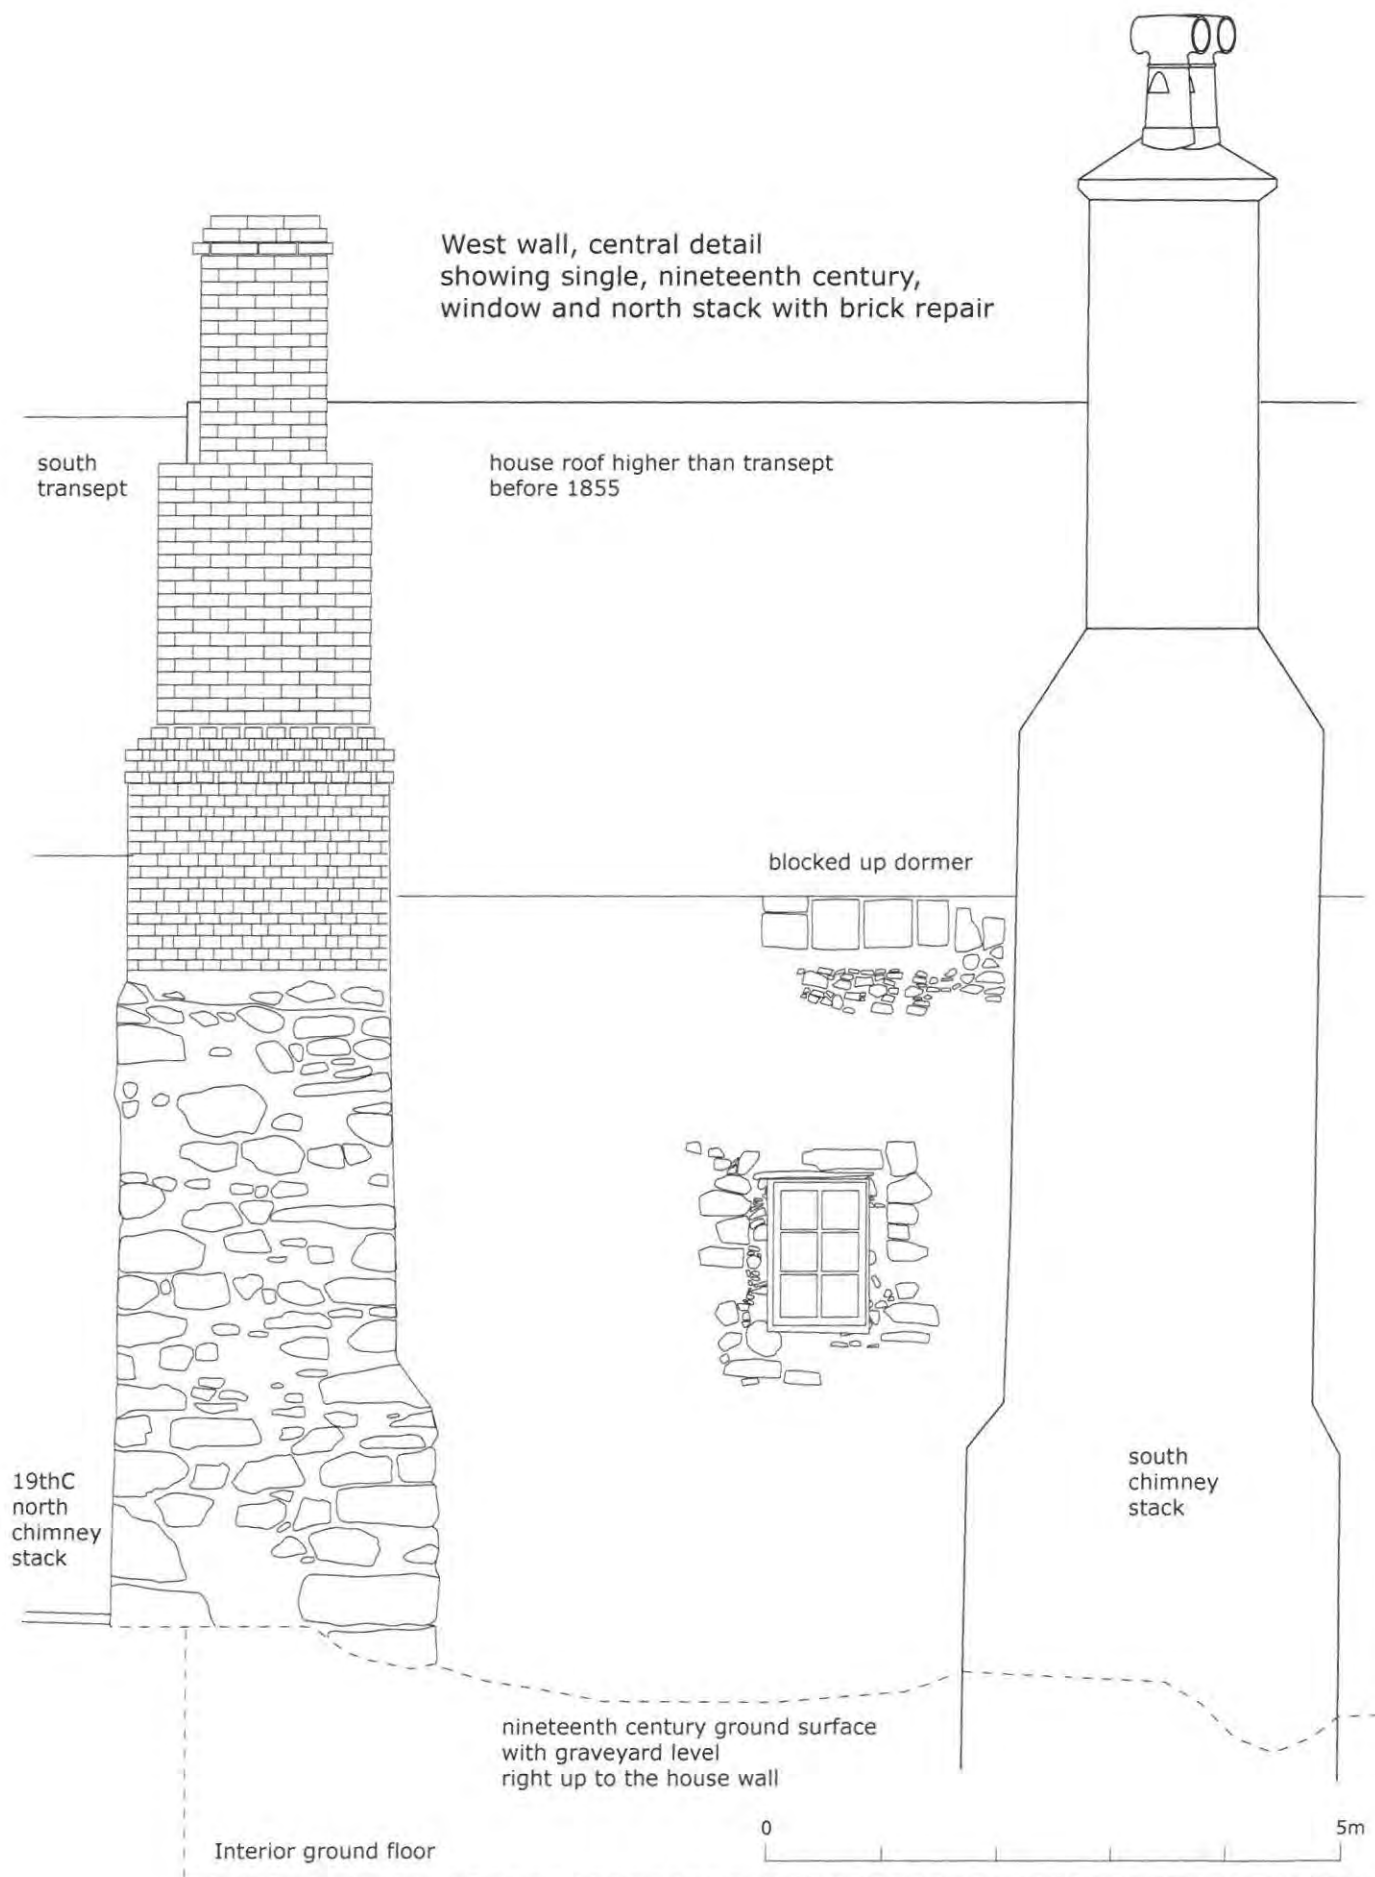 West wall, central detail
showing single, nineteenth century,
window and north stack with brick repair
south
transept
house roof higher than transept
before 1855
blocked up dormer
19thC
north
chimney
stack
south
chimney
stack
nineteenth century ground surface
with graveyard level
right up to the house wall
Interior ground floor
0
5m